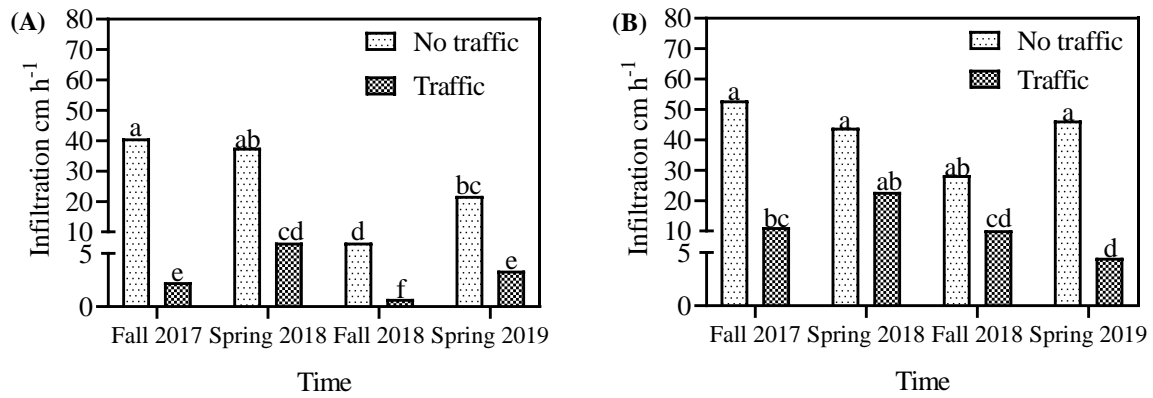 (A)
80
70
60
50
40
30
20
10
5
0
Infiltration cm h⁻¹
No traffic
Traffic
a
e
ab
cd
d
f
bc
e
Fall 2017 Spring 2018 Fall 2018 Spring 2019
Time
(B)
80
70
60
50
40
30
20
10
5
0
Infiltration cm h⁻¹
No traffic
Traffic
a
bc
a
ab
ab
cd
a
d
Fall 2017 Spring 2018 Fall 2018 Spring 2019
Time